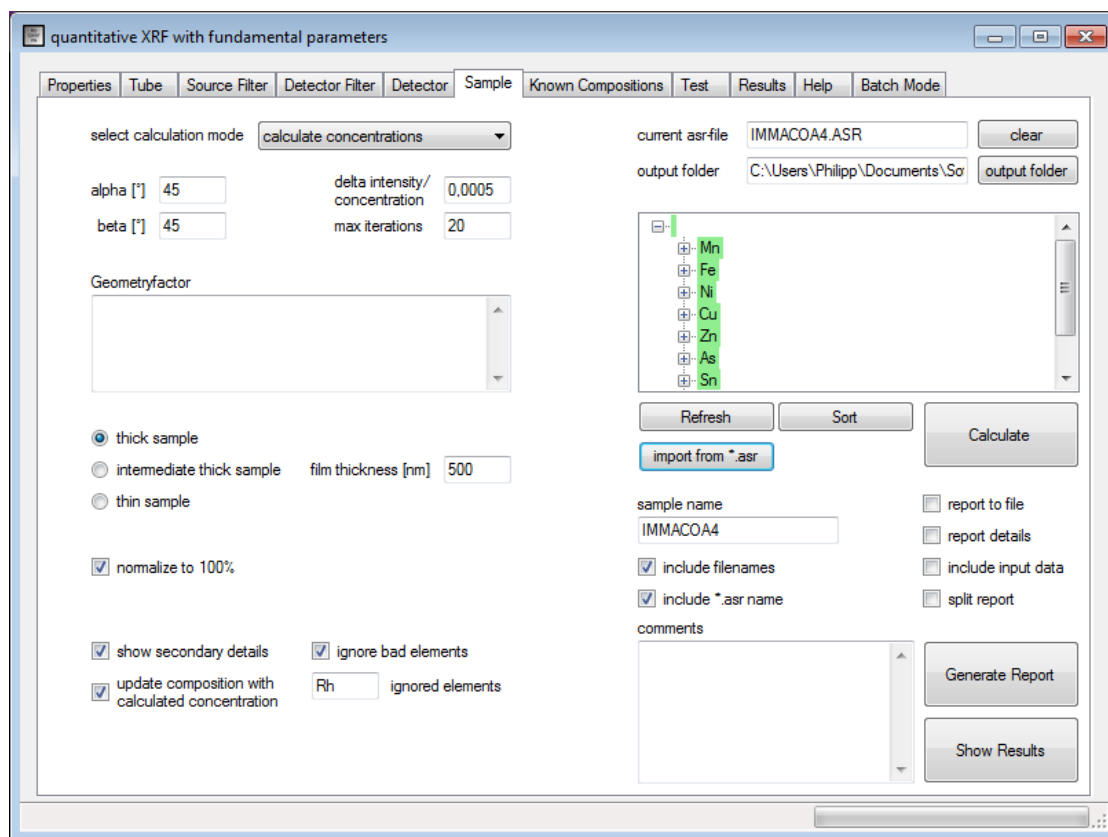 quantitative XRF with fundamental parameters
Properties Tube Source Filter Detector Filter Detector Sample Known Compositions Test Results Help Batch Mode
select calculation mode calculate concentrations
alpha [°] 45
beta [°] 45
delta intensity/
concentration 0,0005
max iterations 20
Geometryfactor
thick sample
intermediate thick sample film thickness [nm] 500
thin sample
normalize to 100%
show secondary details ignore bad elements
update composition with
calculated concentration
Rh ignored elements
current asr-file IMMACOA4.ASR clear
output folder C:\Users\Philipp\Documents\So output folder
Mn
Fe
Ni
Cu
Zn
As
Sn
Refresh Sort
import from *.asr
Calculate
sample name
IMMACOA4
include filenames
include *.asr name
report to file
report details
include input data
split report
comments
Generate Report
Show Results